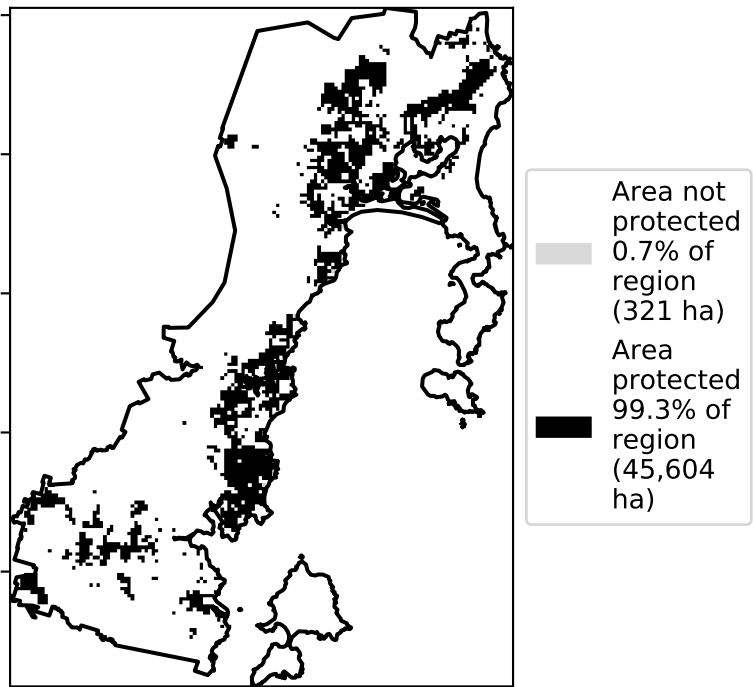 Area not
protected
0.7% of
region
(321 ha)
Area
protected
99.3% of
region
(45,604
ha)